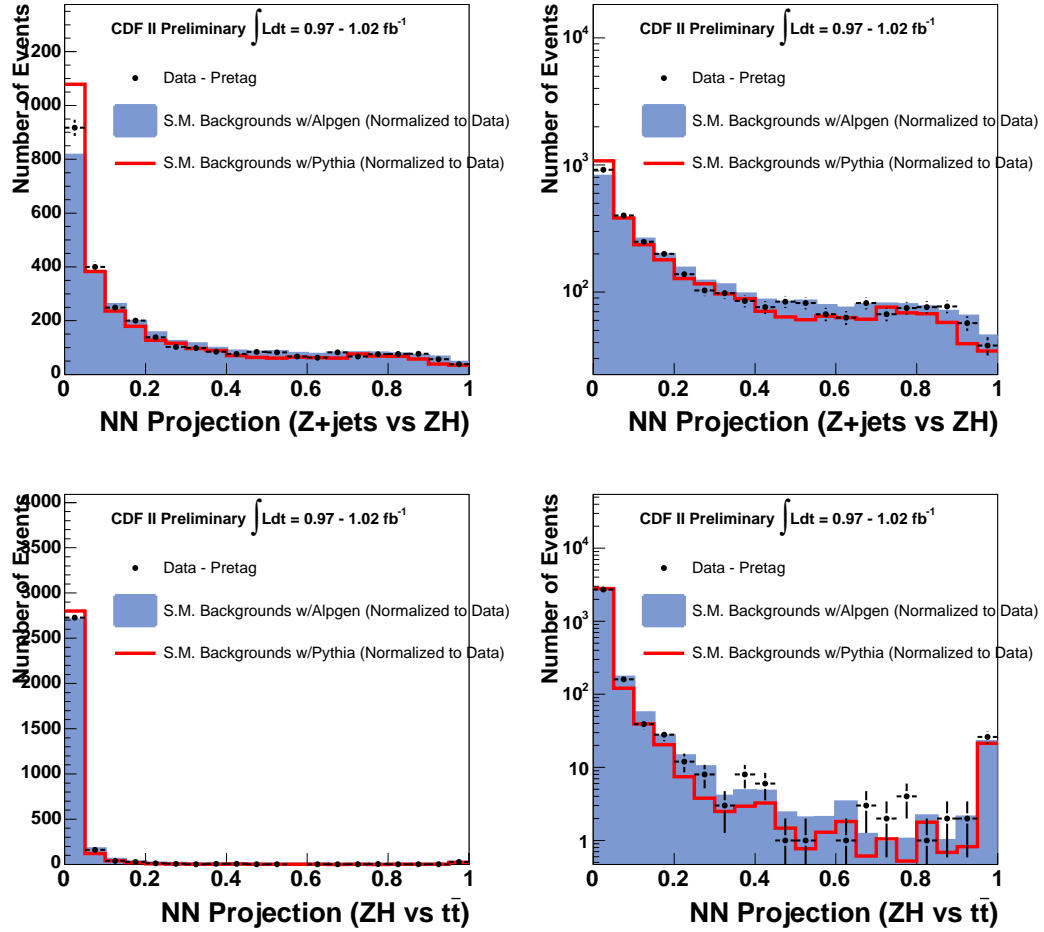 CDF II Preliminary ∫ Ldt = 0.97 - 1.02 fb⁻¹
Data - Pretag
S.M. Backgrounds w/Alpgen (Normalized to Data)
S.M. Backgrounds w/Pythia (Normalized to Data)
Number of Events
1200
1000
800
600
400
200
0
0 0.2 0.4 0.6 0.8 1
NN Projection (Z+jets vs ZH)
CDF II Preliminary ∫ Ldt = 0.97 - 1.02 fb⁻¹
Data - Pretag
S.M. Backgrounds w/Alpgen (Normalized to Data)
S.M. Backgrounds w/Pythia (Normalized to Data)
Number of Events
10⁴
10³
10²
0 0.2 0.4 0.6 0.8 1
NN Projection (Z+jets vs ZH)
CDF II Preliminary ∫ Ldt = 0.97 - 1.02 fb⁻¹
Data - Pretag
S.M. Backgrounds w/Alpgen (Normalized to Data)
S.M. Backgrounds w/Pythia (Normalized to Data)
Number of Events
4000
3500
3000
2500
2000
1500
1000
500
0
0 0.2 0.4 0.6 0.8 1
NN Projection (ZH vs tt̄)
CDF II Preliminary ∫ Ldt = 0.97 - 1.02 fb⁻¹
Data - Pretag
S.M. Backgrounds w/Alpgen (Normalized to Data)
S.M. Backgrounds w/Pythia (Normalized to Data)
Number of Events
10⁴
10³
10²
10
1
0 0.2 0.4 0.6 0.8 1
NN Projection (ZH vs tt̄)